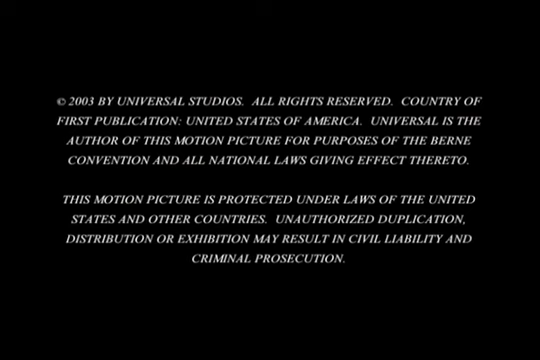 © 2003 BY UNIVERSAL STUDIOS. ALL RIGHTS RESERVED. COUNTRY OF
FIRST PUBLICATION: UNITED STATES OF AMERICA. UNIVERSAL IS THE
AUTHOR OF THIS MOTION PICTURE FOR PURPOSES OF THE BERNE
CONVENTION AND ALL NATIONAL LAWS GIVING EFFECT THERETO.
THIS MOTION PICTURE IS PROTECTED UNDER LAWS OF THE UNITED
STATES AND OTHER COUNTRIES. UNAUTHORIZED DUPLICATION,
DISTRIBUTION OR EXHIBITION MAY RESULT IN CIVIL LIABILITY AND
CRIMINAL PROSECUTION.